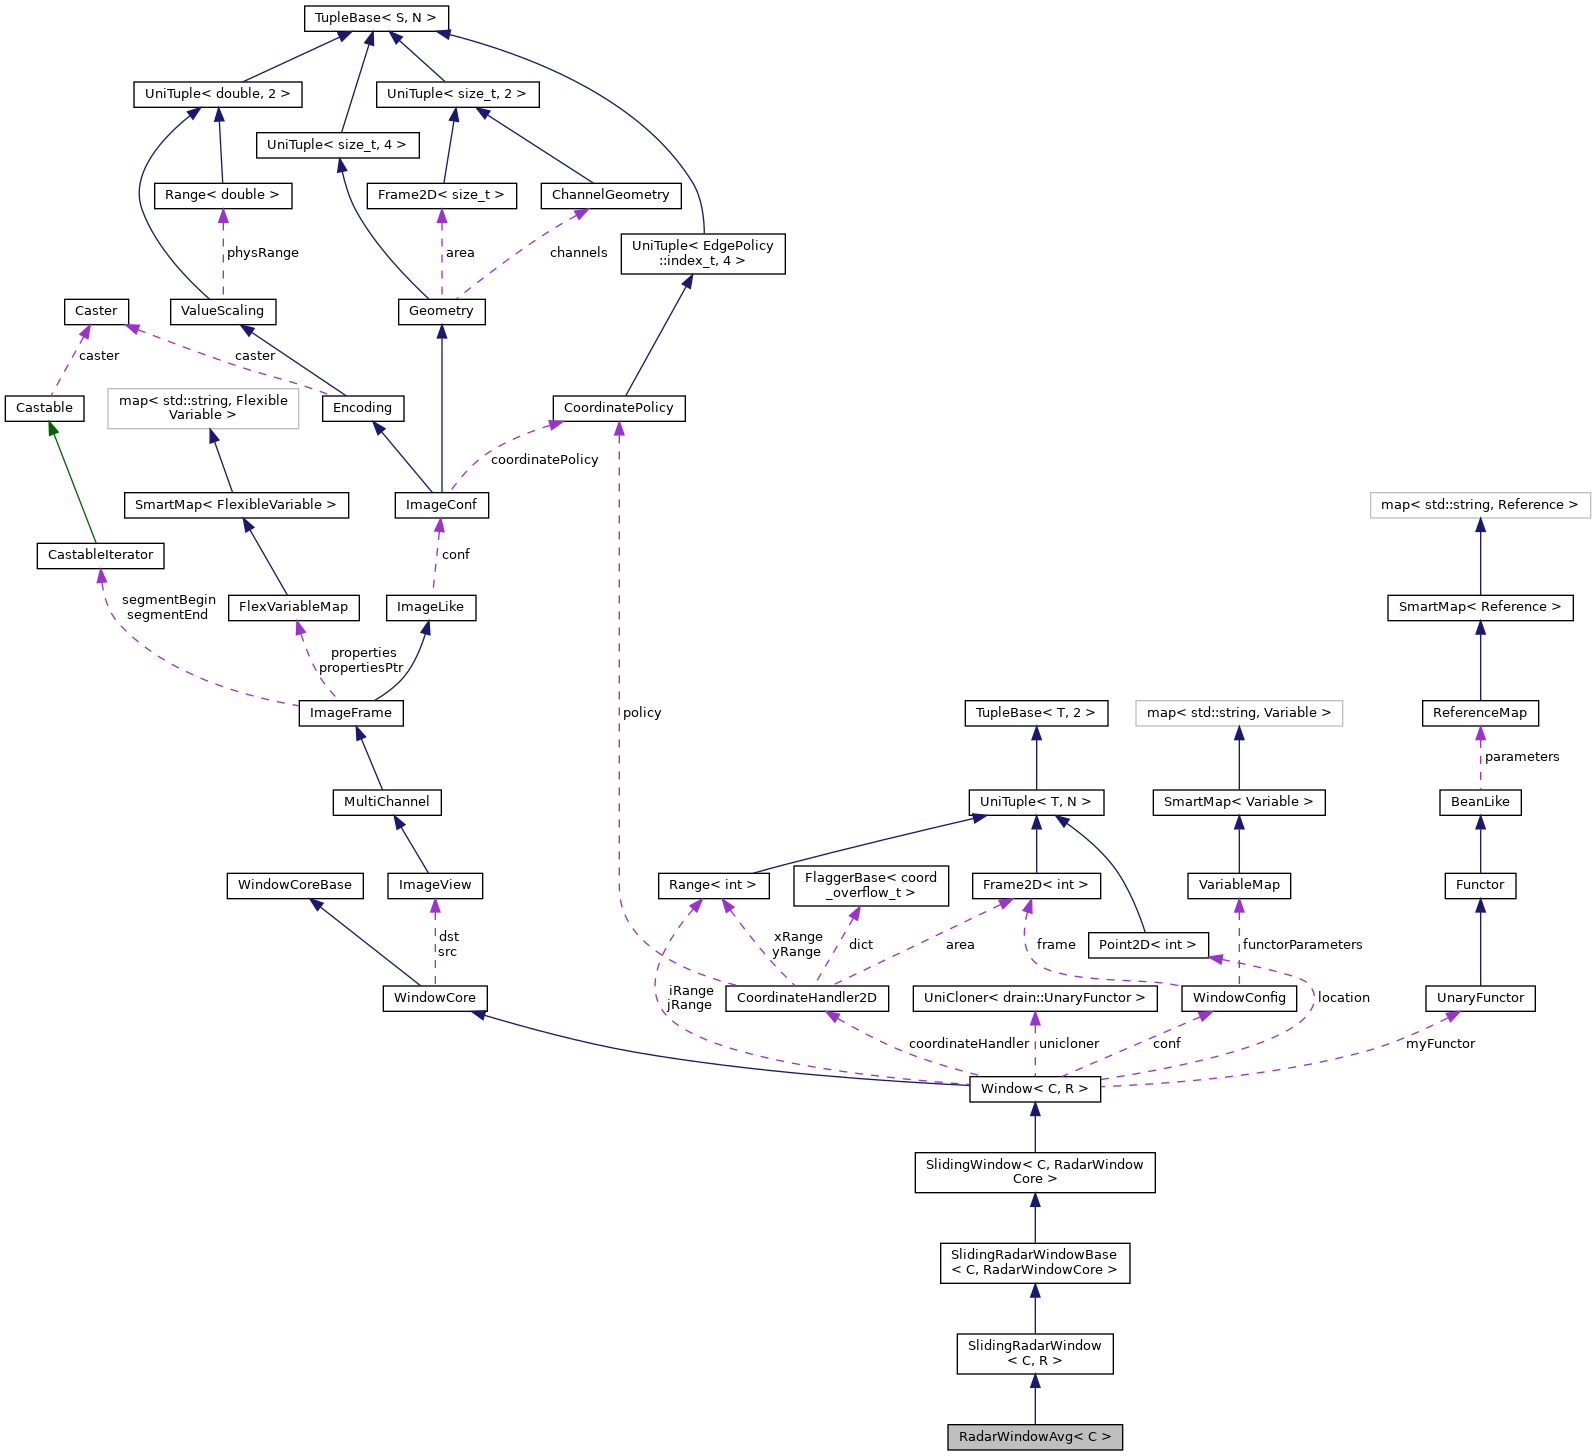 TupleBase< S, N >
UniTuple< double, 2 >
UniTuple< size_t, 2 >
UniTuple< size_t, 4 >
Range< double >
Frame2D< size_t >
ChannelGeometry
UniTuple< EdgePolicy
::index_t, 4 >
physRange
area
channels
Caster
ValueScaling
Geometry
caster
caster
map< std::string, Flexible
Variable >
Castable
Encoding
CoordinatePolicy
coordinatePolicy
SmartMap< FlexibleVariable >
ImageConf
map< std::string, Reference >
CastableIterator
conf
segmentBegin
segmentEnd
FlexVariableMap
ImageLike
SmartMap< Reference >
properties
propertiesPtr
ImageFrame
policy
TupleBase< T, 2 >
map< std::string, Variable >
ReferenceMap
parameters
MultiChannel
UniTuple< T, N >
SmartMap< Variable >
BeanLike
WindowCoreBase
ImageView
Range< int >
FlaggerBase< coord
_overflow_t >
Frame2D< int >
VariableMap
Functor
dst
src
xRange
yRange
dict
area
frame
Point2D< int >
functorParameters
WindowCore
iRange
jRange
CoordinateHandler2D
UniCloner< drain::UnaryFunctor >
WindowConfig
location
UnaryFunctor
coordinateHandler
unicloner
conf
myFunctor
Window< C, R >
SlidingWindow< C, RadarWindow
Core >
SlidingRadarWindowBase
< C, RadarWindowCore >
SlidingRadarWindow
< C, R >
RadarWindowAvg< C >